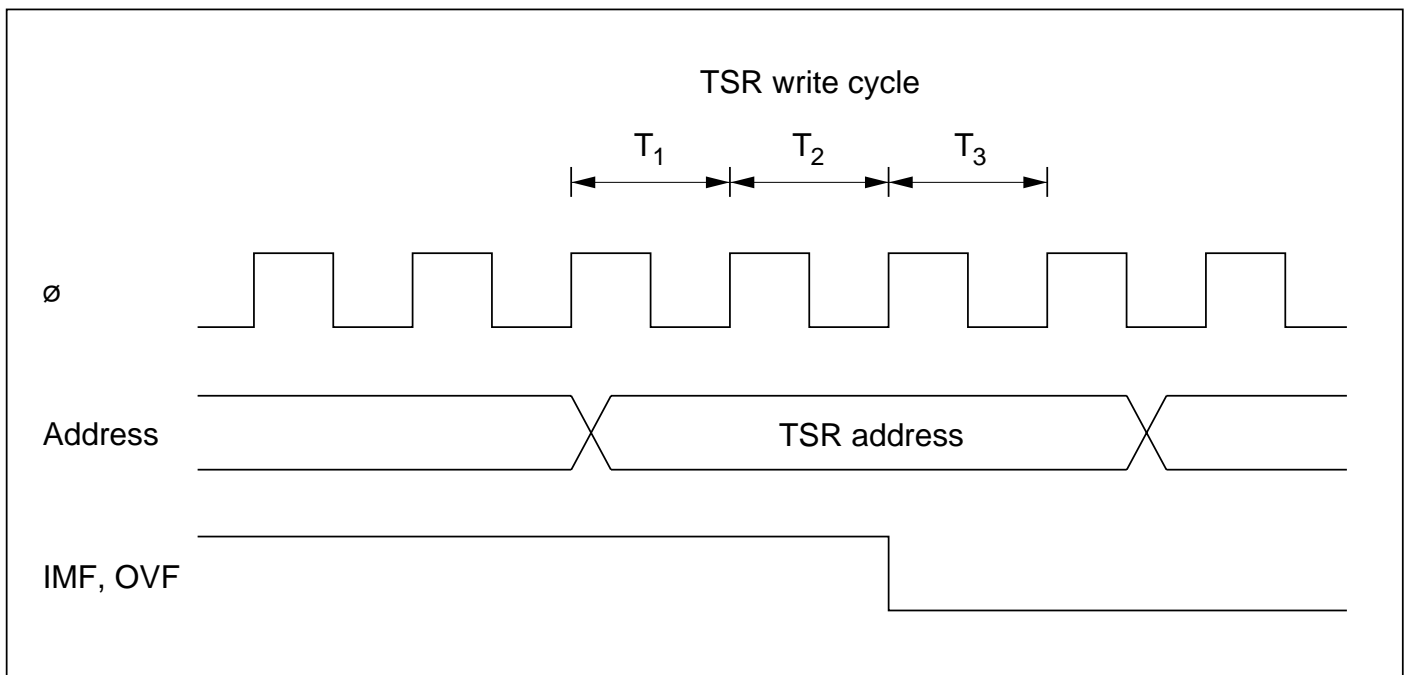 TSR write cycle
T1 T2 T3
ø
Address
TSR address
IMF, OVF